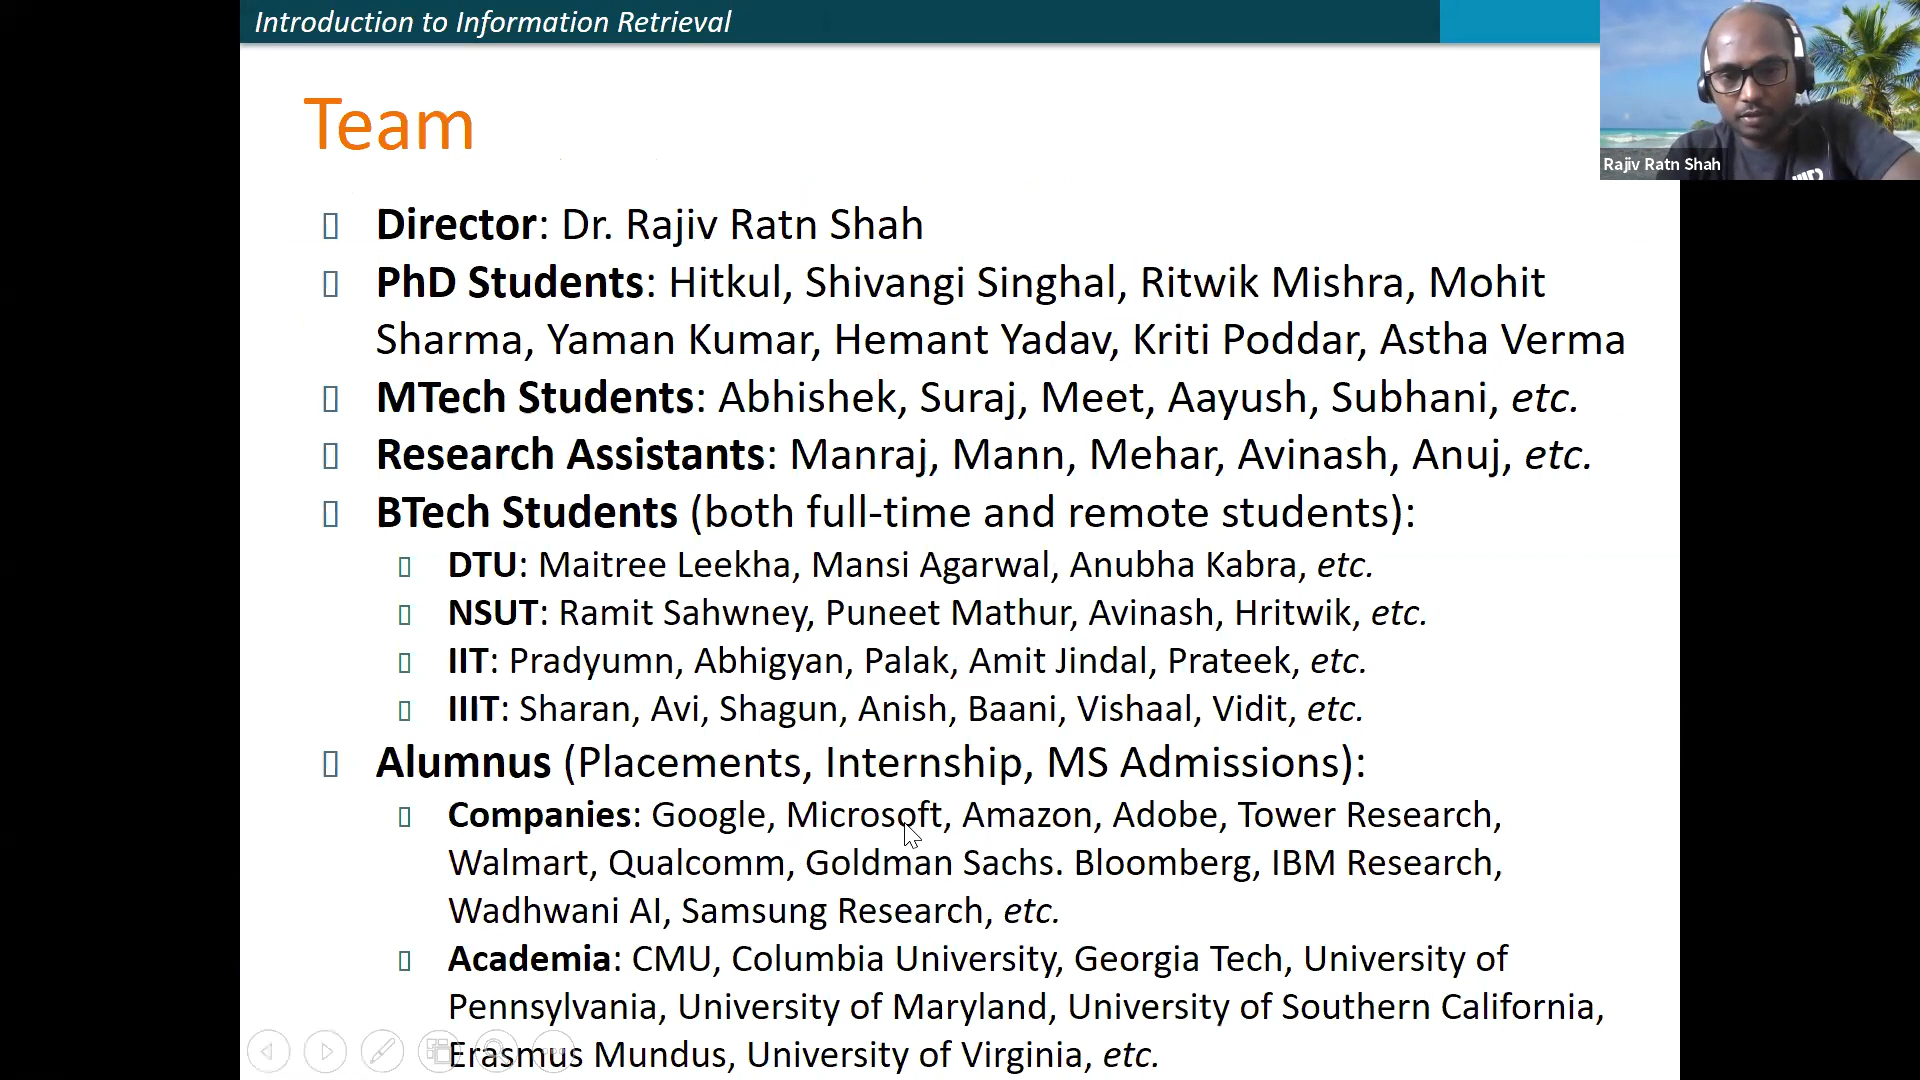 Introduction to Information Retrieval
Rajiv Ratn Shah
Team
Director: Dr. Rajiv Ratn Shah
PhD Students: Hitkul, Shivangi Singhal, Ritwik Mishra, Mohit
Sharma, Yaman Kumar, Hemant Yadav, Kriti Poddar, Astha Verma
MTech Students: Abhishek, Suraj, Meet, Aayush, Subhani, etc.
Research Assistants: Manraj, Mann, Mehar, Avinash, Anuj, etc.
BTech Students (both full-time and remote students):
DTU: Maitree Leekha, Mansi Agarwal, Anubha Kabra, etc.
NSUT: Ramit Sahwney, Puneet Mathur, Avinash, Hritwik, etc.
IIT: Pradyumn, Abhigyan, Palak, Amit Jindal, Prateek, etc.
IIIT: Sharan, Avi, Shagun, Anish, Baani, Vishaal, Vidit, etc.
Alumnus (Placements, Internship, MS Admissions):
Companies: Google, Microsoft, Amazon, Adobe, Tower Research,
Walmart, Qualcomm, Goldman Sachs. Bloomberg, IBM Research,
Wadhwani AI, Samsung Research, etc.
Academia: CMU, Columbia University, Georgia Tech, University of
Pennsylvania, University of Maryland, University of Southern California,
Erasmus Mundus, University of Virginia, etc.